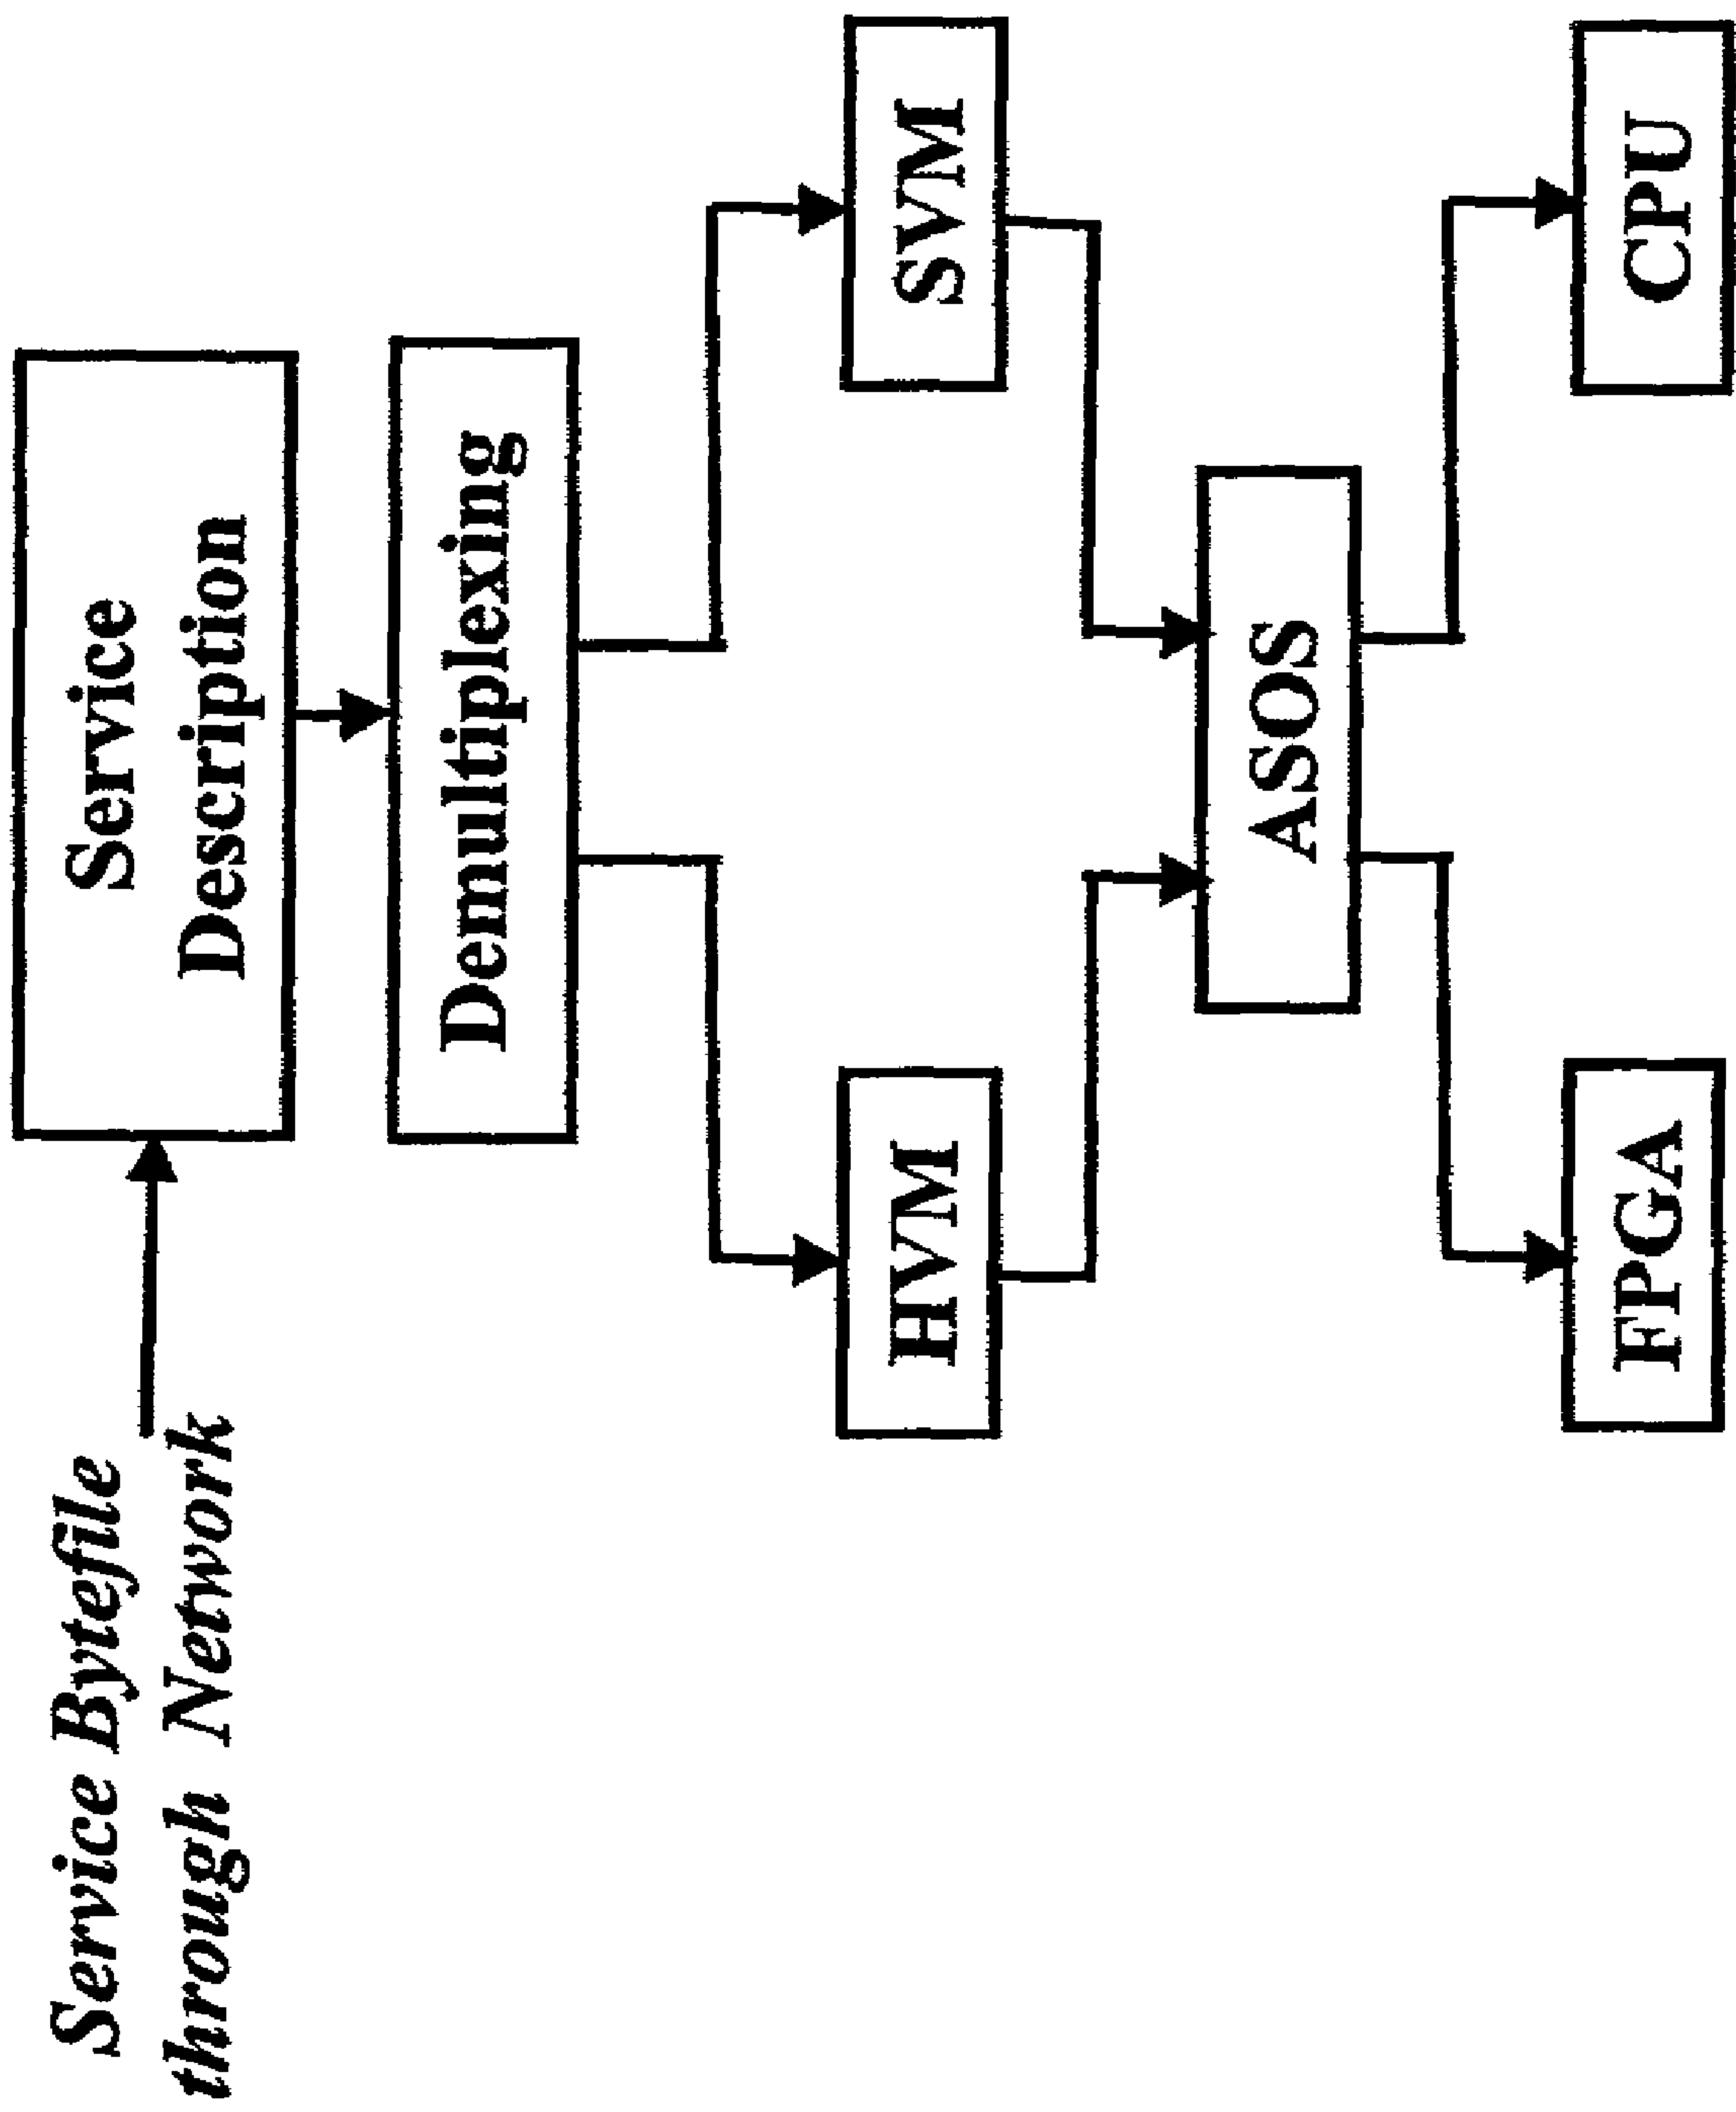 Service Bytefile
through Network
Service
Description
Demultiplexing
HVM
SVM
ASOS
FPGA
CPU